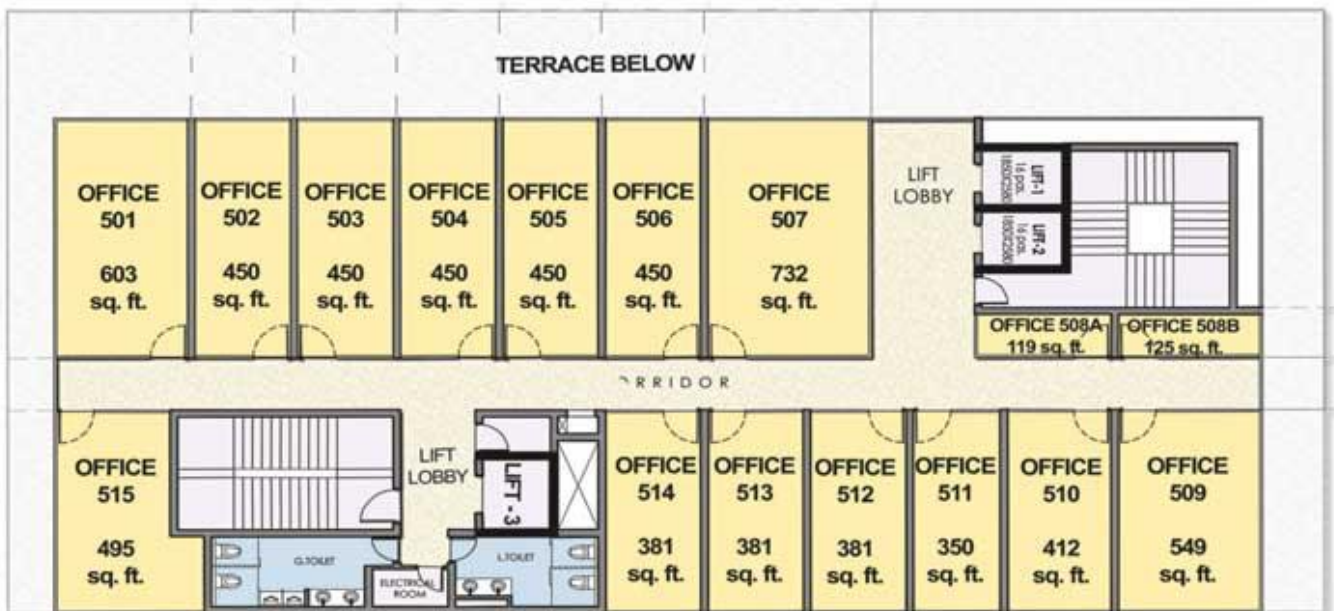 TERRACE BELOW
OFFICE
501
603
sq. ft.
OFFICE
502
450
sq. ft.
OFFICE
503
450
sq. ft.
OFFICE
504
450
sq. ft.
OFFICE
505
450
sq. ft.
OFFICE
506
450
sq. ft.
OFFICE
507
732
sq. ft.
LIFT
LOBBY
LIFT-1
16 pas.
LIFT-2
16 pas.
OFFICE 508A
119 sq. ft.
OFFICE 508B
125 sq. ft.
RRIDOR
OFFICE
515
495
sq. ft.
LIFT
LOBBY
LIFT - 3
G.TOILET
L.TOILET
ELECTRICAL
ROOM
OFFICE
514
381
sq. ft.
OFFICE
513
381
sq. ft.
OFFICE
512
381
sq. ft.
OFFICE
511
350
sq. ft.
OFFICE
510
412
sq. ft.
OFFICE
509
549
sq. ft.